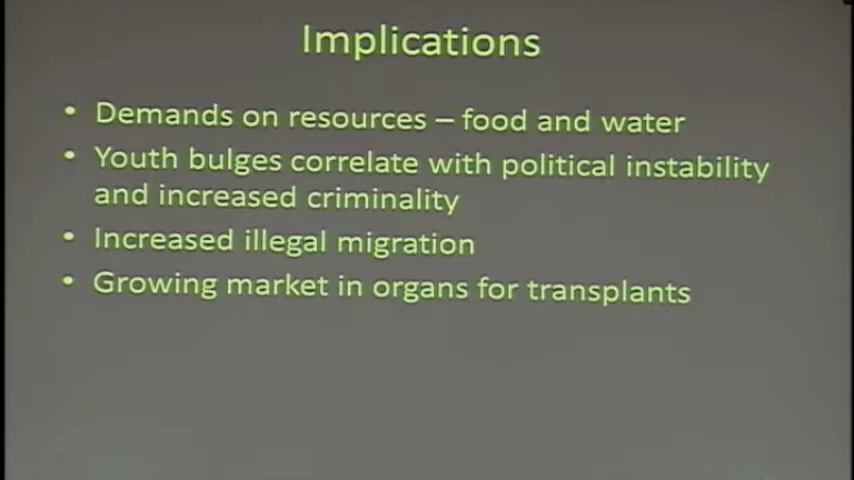 Implications
• Demands on resources – food and water
• Youth bulges correlate with political instability
and increased criminality
• Increased illegal migration
• Growing market in organs for transplants